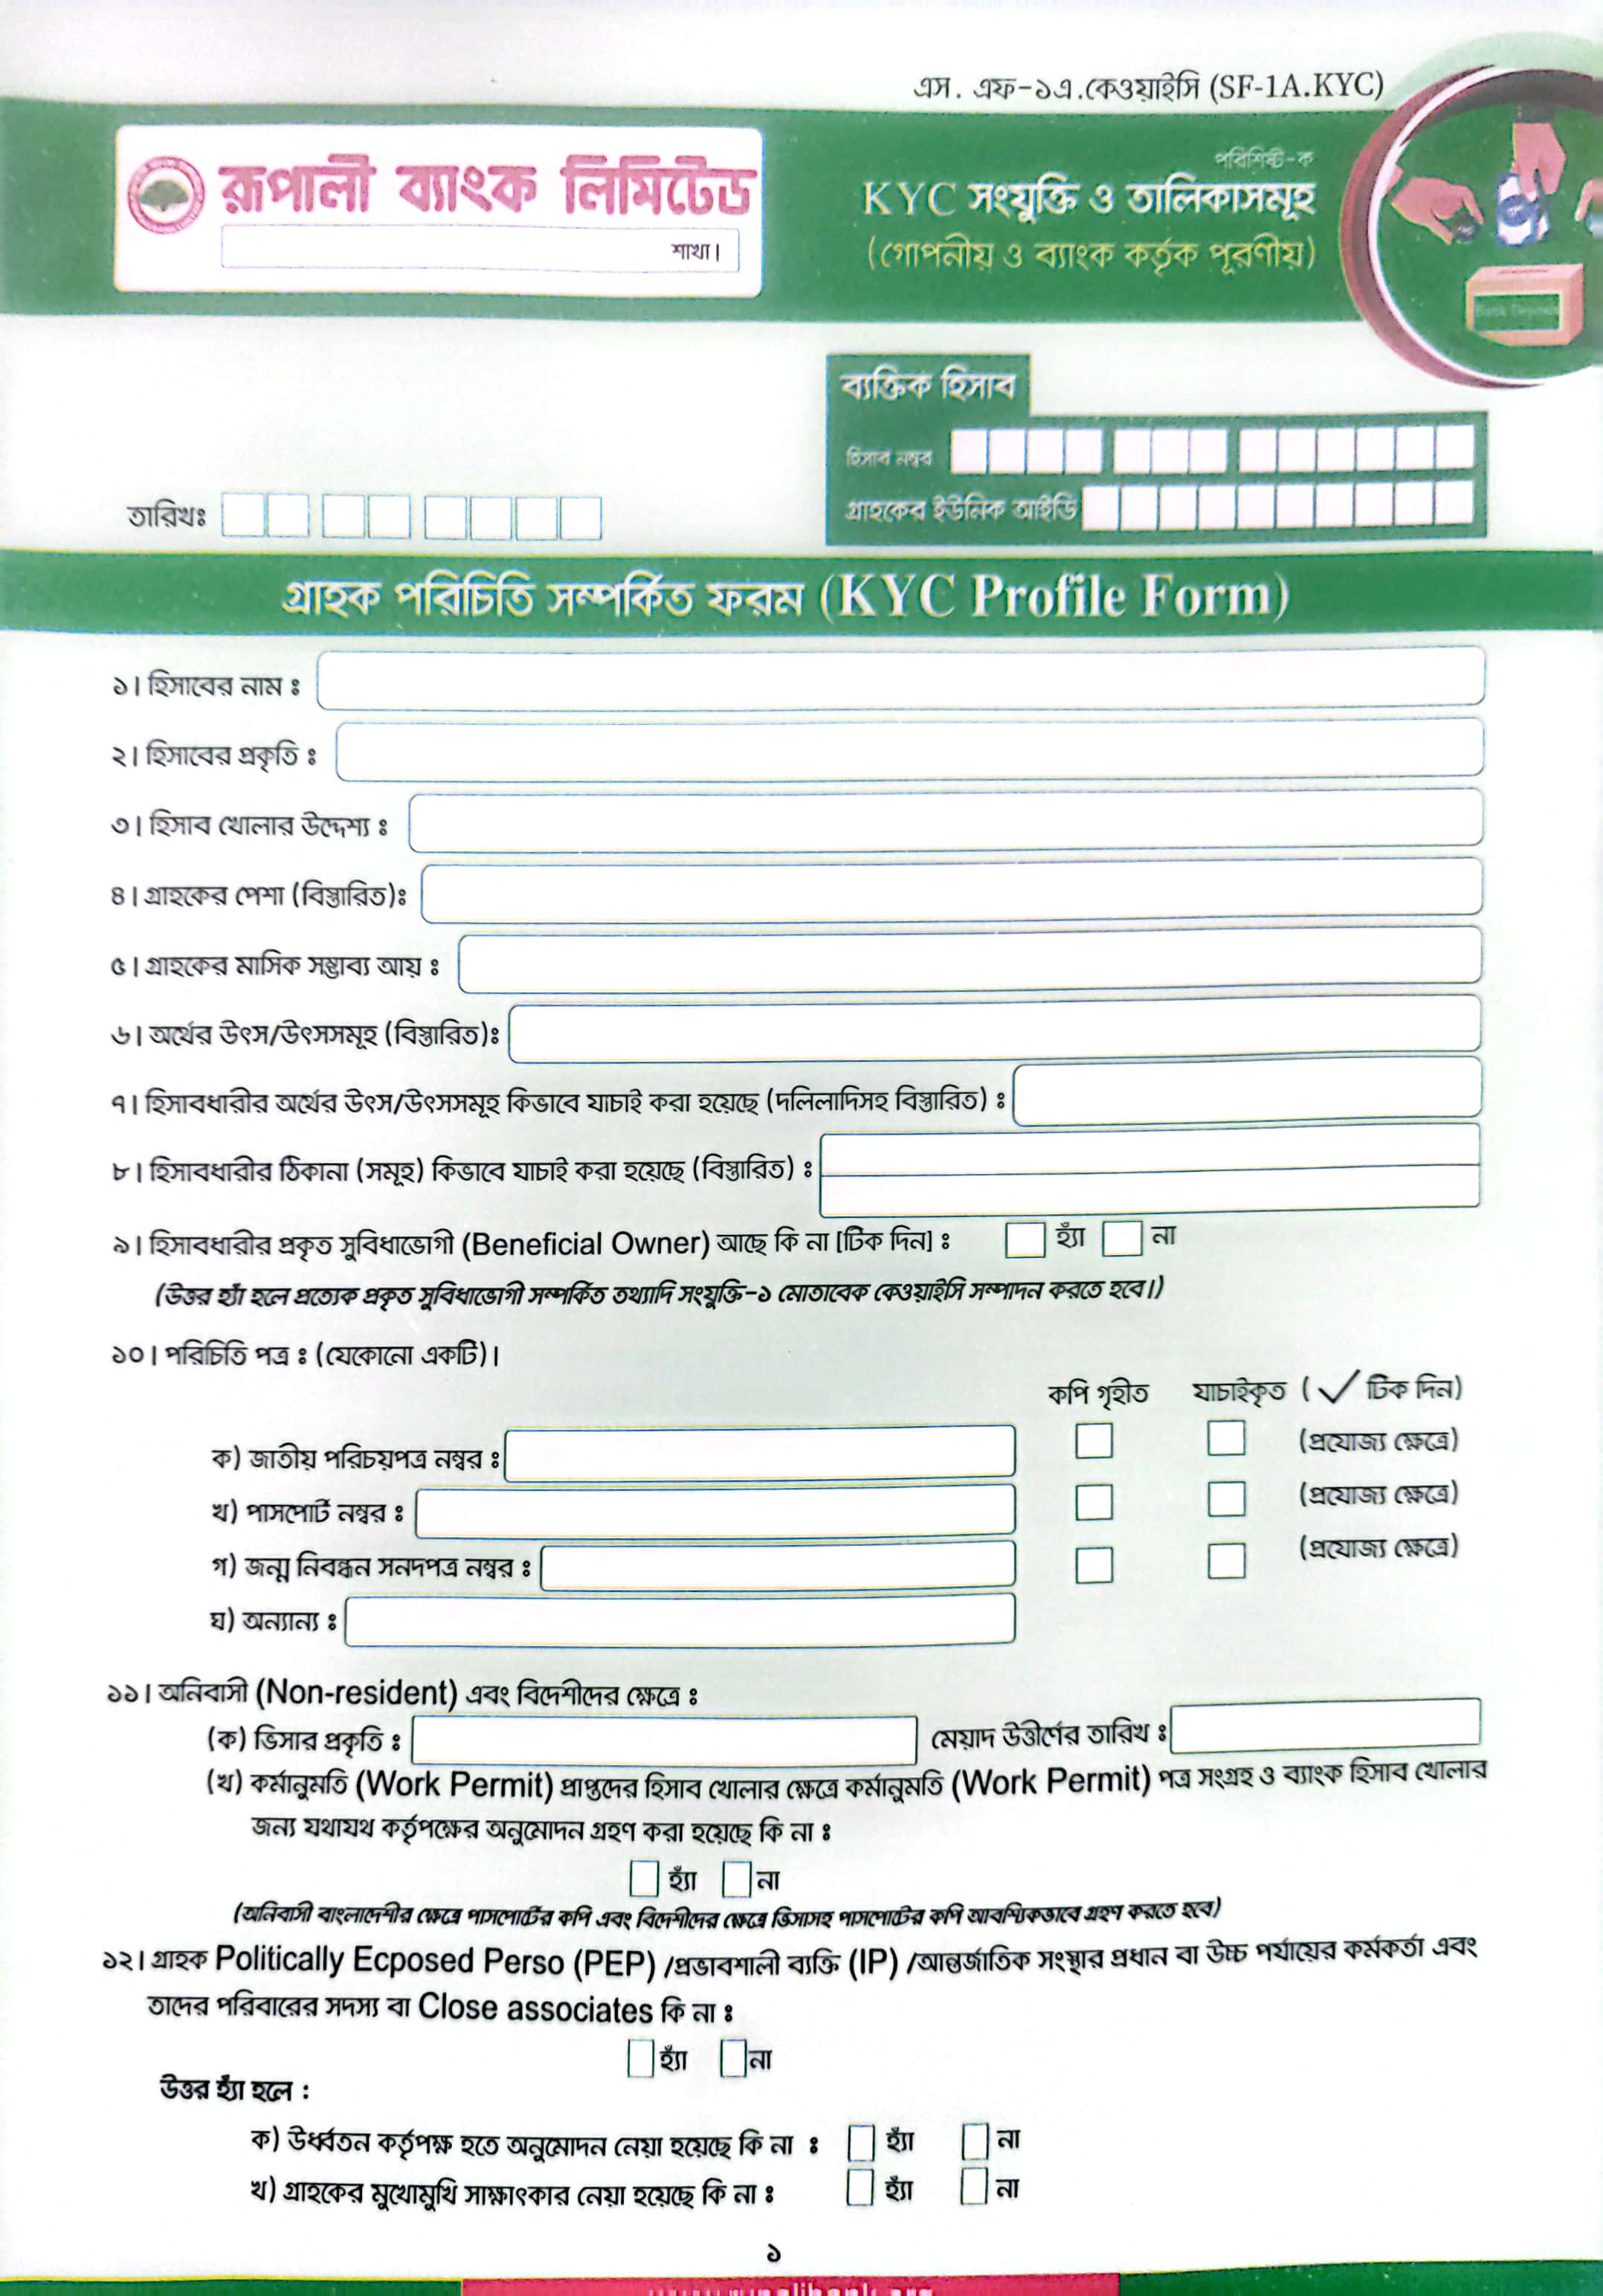 এস. এফ-১এ.কেওয়াইসি (SF-1A.KYC)
রূপালী ব্যাংক লিমিটেড
শাখা।
পরিশিষ্ট-ক
KYC সংযুক্তি ও তালিকাসমূহ
(গোপনীয় ও ব্যাংক কর্তৃক পূরণীয়)
Bank Deposit
ব্যক্তিক হিসাব
হিসাব নম্বর
গ্রাহকের ইউনিক আইডি
তারিখঃ
গ্রাহক পরিচিতি সম্পর্কিত ফরম (KYC Profile Form)
১। হিসাবের নাম ঃ
২। হিসাবের প্রকৃতি ঃ
৩। হিসাব খোলার উদ্দেশ্য ঃ
৪। গ্রাহকের পেশা (বিস্তারিত)ঃ
৫। গ্রাহকের মাসিক সম্ভাব্য আয় ঃ
৬। অর্থের উৎস/উৎসসমূহ (বিস্তারিত)ঃ
৭। হিসাবধারীর অর্থের উৎস/উৎসসমূহ কিভাবে যাচাই করা হয়েছে (দলিলাদিসহ বিস্তারিত) ঃ
৮। হিসাবধারীর ঠিকানা (সমূহ) কিভাবে যাচাই করা হয়েছে (বিস্তারিত) ঃ
৯। হিসাবধারীর প্রকৃত সুবিধাভোগী (Beneficial Owner) আছে কি না [টিক দিন] ঃ হ্যাঁ না
(উত্তর হ্যাঁ হলে প্রত্যেক প্রকৃত সুবিধাভোগী সম্পর্কিত তথ্যাদি সংযুক্তি-১ মোতাবেক কেওয়াইসি সম্পাদন করতে হবে।)
১০। পরিচিতি পত্র ঃ (যেকোনো একটি)।
কপি গৃহীত যাচাইকৃত ( ✓ টিক দিন)
ক) জাতীয় পরিচয়পত্র নম্বর ঃ (প্রযোজ্য ক্ষেত্রে)
খ) পাসপোর্ট নম্বর ঃ (প্রযোজ্য ক্ষেত্রে)
গ) জন্ম নিবন্ধন সনদপত্র নম্বর ঃ (প্রযোজ্য ক্ষেত্রে)
ঘ) অন্যান্য ঃ
১১। অনিবাসী (Non-resident) এবং বিদেশীদের ক্ষেত্রে ঃ
(ক) ভিসার প্রকৃতি ঃ মেয়াদ উত্তীর্ণের তারিখ ঃ
(খ) কর্মানুমতি (Work Permit) প্রাপ্তদের হিসাব খোলার ক্ষেত্রে কর্মানুমতি (Work Permit) পত্র সংগ্রহ ও ব্যাংক হিসাব খোলার
জন্য যথাযথ কর্তৃপক্ষের অনুমোদন গ্রহণ করা হয়েছে কি না ঃ
হ্যাঁ না
(অনিবাসী বাংলাদেশীর ক্ষেত্রে পাসপোর্টের কপি এবং বিদেশীদের ক্ষেত্রে ভিসাসহ পাসপোর্টের কপি আবশ্যিকভাবে গ্রহণ করতে হবে)
১২। গ্রাহক Politically Ecposed Perso (PEP) /প্রভাবশালী ব্যক্তি (IP) /আন্তর্জাতিক সংস্থার প্রধান বা উচ্চ পর্যায়ের কর্মকর্তা এবং
তাদের পরিবারের সদস্য বা Close associates কি না ঃ
হ্যাঁ না
উত্তর হ্যাঁ হলে :
ক) উর্ধ্বতন কর্তৃপক্ষ হতে অনুমোদন নেয়া হয়েছে কি না ঃ হ্যাঁ না
খ) গ্রাহকের মুখোমুখি সাক্ষাৎকার নেয়া হয়েছে কি না ঃ হ্যাঁ না
১
www.rupalibank.org